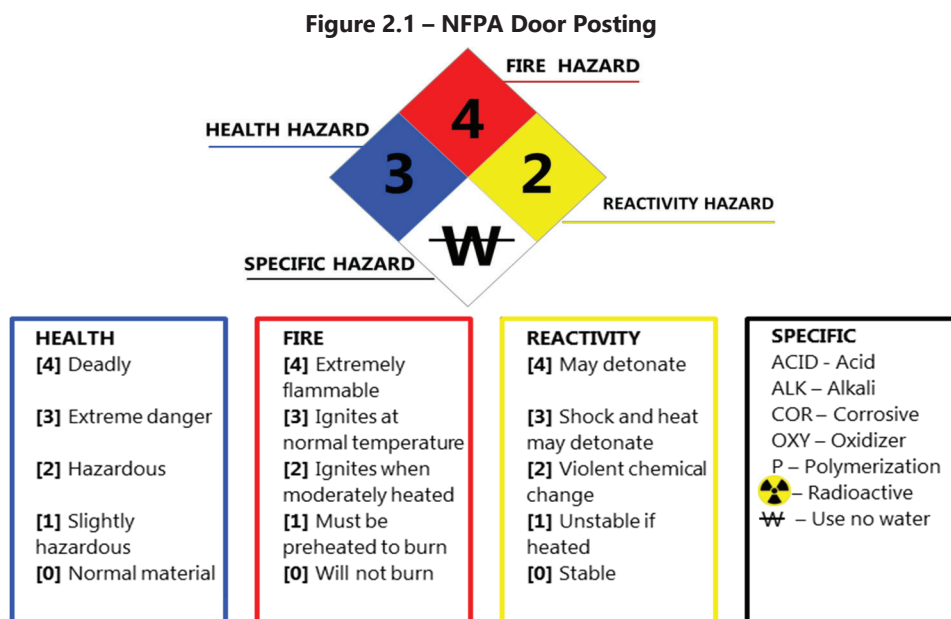 Figure 2.1 – NFPA Door Posting
FIRE HAZARD
HEALTH HAZARD
4
3
2
REACTIVITY HAZARD
W
SPECIFIC HAZARD
HEALTH
[4] Deadly
[3] Extreme danger
[2] Hazardous
[1] Slightly
hazardous
[0] Normal material
FIRE
[4] Extremely
flammable
[3] Ignites at
normal temperature
[2] Ignites when
moderately heated
[1] Must be
preheated to burn
[0] Will not burn
REACTIVITY
[4] May detonate
[3] Shock and heat
may detonate
[2] Violent chemical
change
[1] Unstable if
heated
[0] Stable
SPECIFIC
ACID - Acid
ALK – Alkali
COR – Corrosive
OXY – Oxidizer
P – Polymerization
– Radioactive
W – Use no water